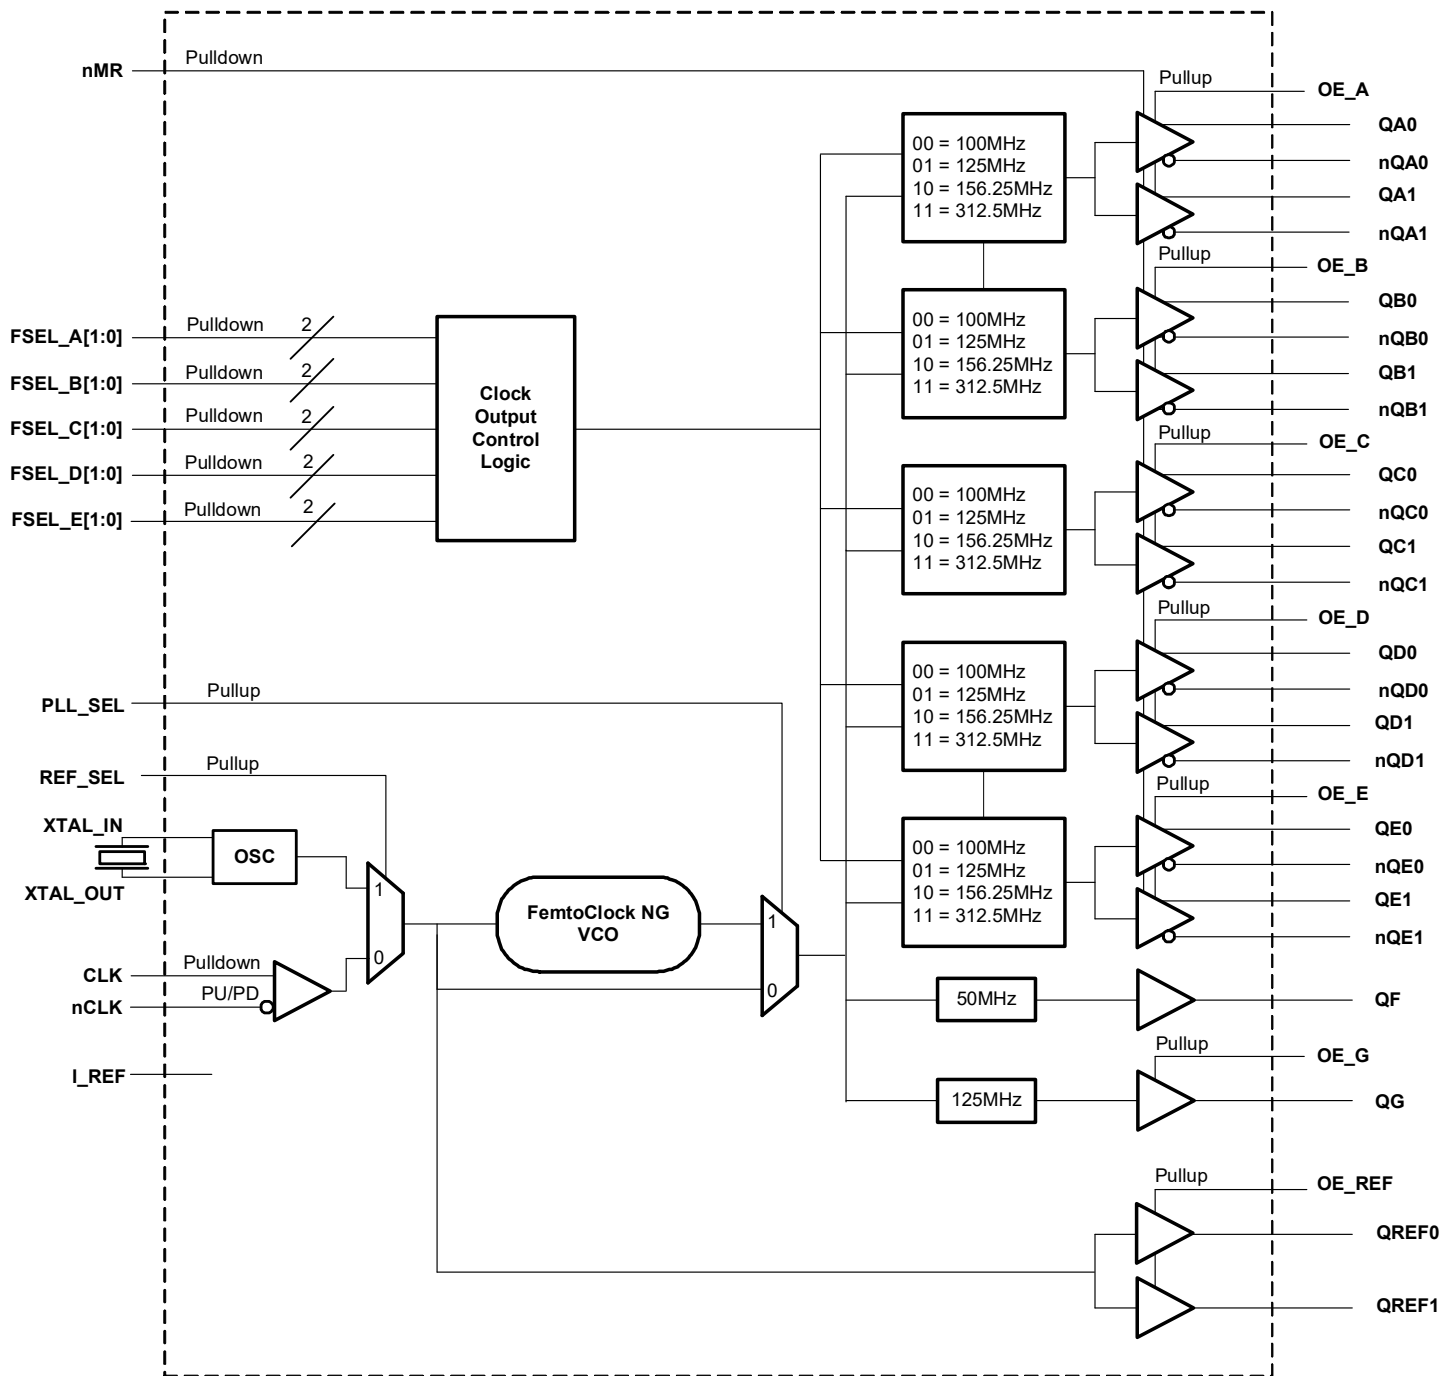 nMR
Pulldown
Pullup
OE_A
00 = 100MHz
01 = 125MHz
10 = 156.25MHz
11 = 312.5MHz
QA0
nQA0
QA1
nQA1
Pullup
OE_B
00 = 100MHz
01 = 125MHz
10 = 156.25MHz
11 = 312.5MHz
QB0
nQB0
QB1
nQB1
FSEL_A[1:0]
Pulldown
2
FSEL_B[1:0]
Pulldown
2
FSEL_C[1:0]
Pulldown
2
FSEL_D[1:0]
Pulldown
2
FSEL_E[1:0]
Pulldown
2
Clock
Output
Control
Logic
Pullup
OE_C
00 = 100MHz
01 = 125MHz
10 = 156.25MHz
11 = 312.5MHz
QC0
nQC0
QC1
nQC1
Pullup
OE_D
00 = 100MHz
01 = 125MHz
10 = 156.25MHz
11 = 312.5MHz
QD0
nQD0
QD1
nQD1
PLL_SEL
Pullup
REF_SEL
Pullup
XTAL_IN
OSC
XTAL_OUT
1
0
FemtoClock NG
VCO
1
0
CLK
Pulldown
nCLK
PU/PD
I_REF
Pullup
OE_E
00 = 100MHz
01 = 125MHz
10 = 156.25MHz
11 = 312.5MHz
QE0
nQE0
QE1
nQE1
50MHz
QF
Pullup
OE_G
125MHz
QG
Pullup
OE_REF
QREF0
QREF1